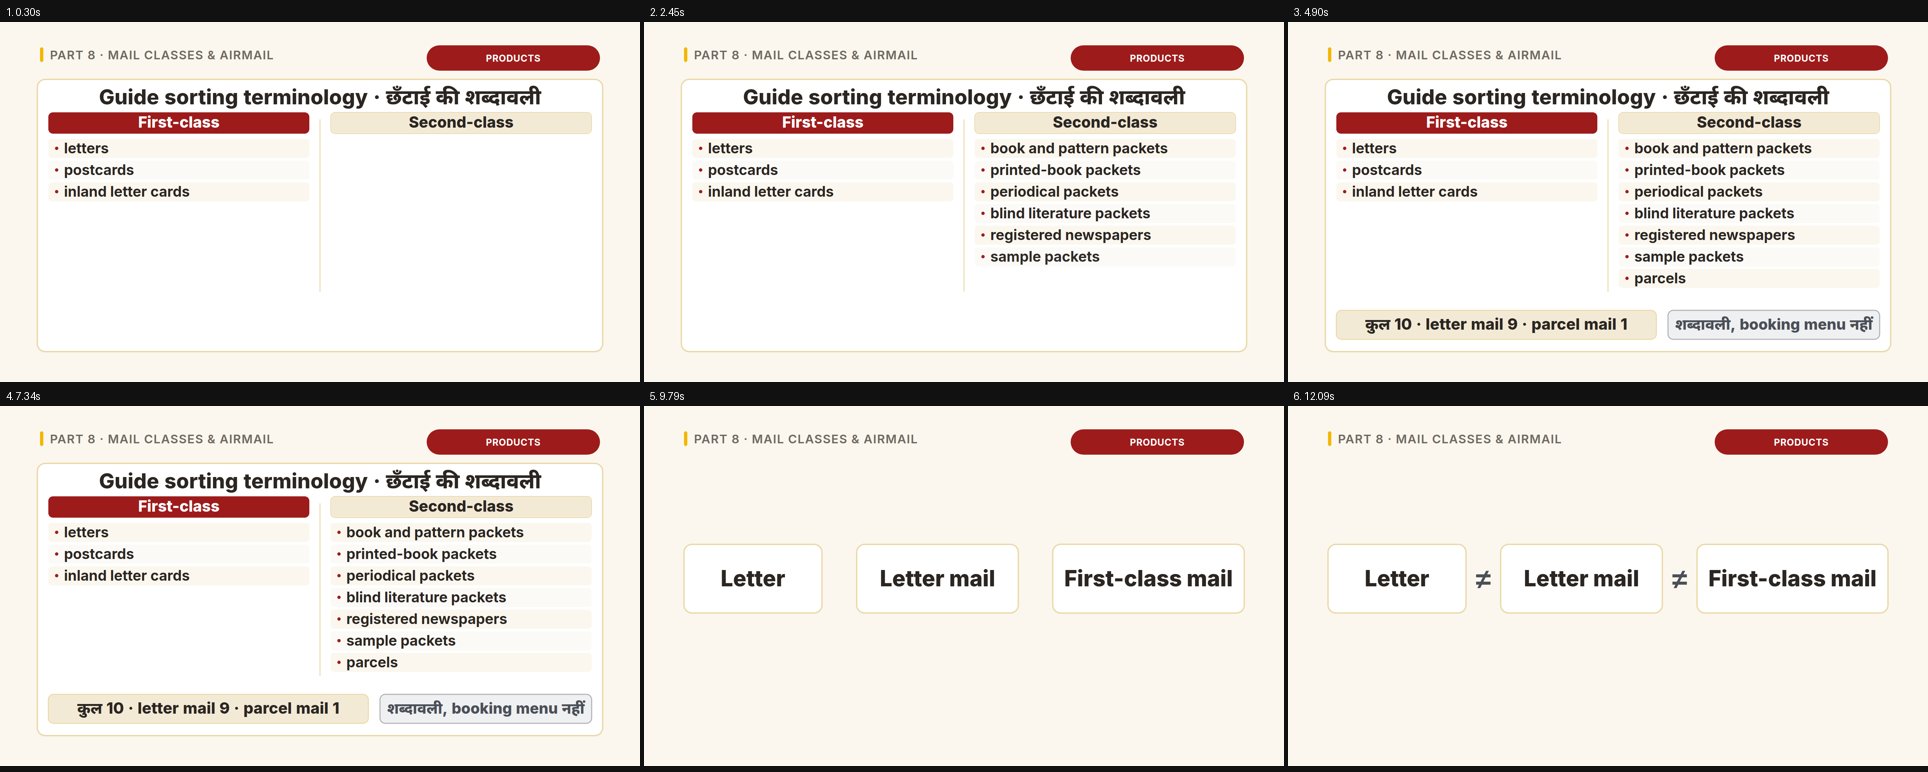 1. 0.30s
PART 8 · MAIL CLASSES & AIRMAIL
PRODUCTS
Guide sorting terminology · छँटाई की शब्दावली
First-class
Second-class
• letters
• postcards
• inland letter cards
2. 2.45s
PART 8 · MAIL CLASSES & AIRMAIL
PRODUCTS
Guide sorting terminology · छँटाई की शब्दावली
First-class
Second-class
• letters
• postcards
• inland letter cards
• book and pattern packets
• printed-book packets
• periodical packets
• blind literature packets
• registered newspapers
• sample packets
3. 4.90s
PART 8 · MAIL CLASSES & AIRMAIL
PRODUCTS
Guide sorting terminology · छँटाई की शब्दावली
First-class
Second-class
• letters
• postcards
• inland letter cards
• book and pattern packets
• printed-book packets
• periodical packets
• blind literature packets
• registered newspapers
• sample packets
• parcels
कुल 10 · letter mail 9 · parcel mail 1
शब्दावली, booking menu नहीं
4. 7.34s
PART 8 · MAIL CLASSES & AIRMAIL
PRODUCTS
Guide sorting terminology · छँटाई की शब्दावली
First-class
Second-class
• letters
• postcards
• inland letter cards
• book and pattern packets
• printed-book packets
• periodical packets
• blind literature packets
• registered newspapers
• sample packets
• parcels
कुल 10 · letter mail 9 · parcel mail 1
शब्दावली, booking menu नहीं
5. 9.79s
PART 8 · MAIL CLASSES & AIRMAIL
PRODUCTS
Letter
Letter mail
First-class mail
6. 12.09s
PART 8 · MAIL CLASSES & AIRMAIL
PRODUCTS
Letter ≠ Letter mail ≠ First-class mail